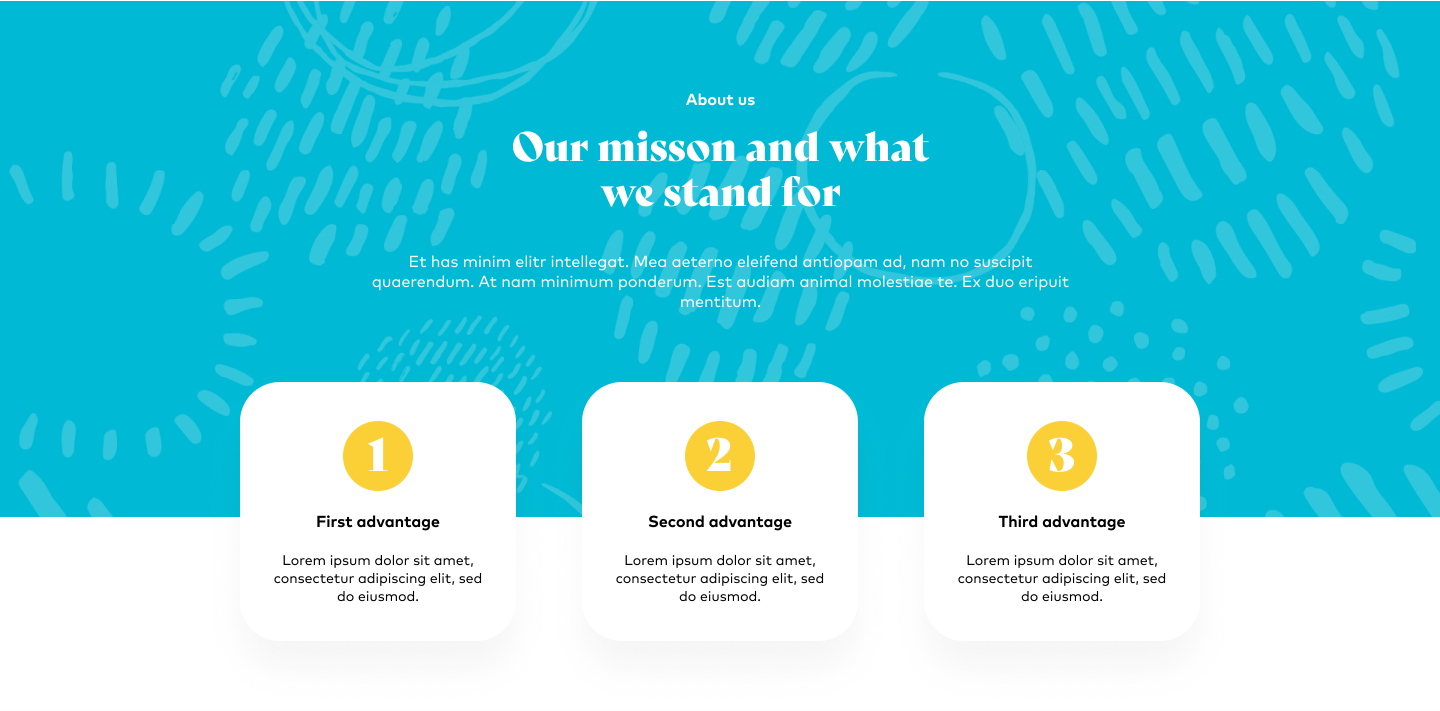 About us
Our misson and what
we stand for
Et has minim elitr intellegat. Mea aeterno eleifend antiopam ad, nam no suscipit
quaerendum. At nam minimum ponderum. Est audiam animal molestiae te. Ex duo eripuit
mentitum.
1
First advantage
Lorem ipsum dolor sit amet,
consectetur adipiscing elit, sed
do eiusmod.
2
Second advantage
Lorem ipsum dolor sit amet,
consectetur adipiscing elit, sed
do eiusmod.
3
Third advantage
Lorem ipsum dolor sit amet,
consectetur adipiscing elit, sed
do eiusmod.